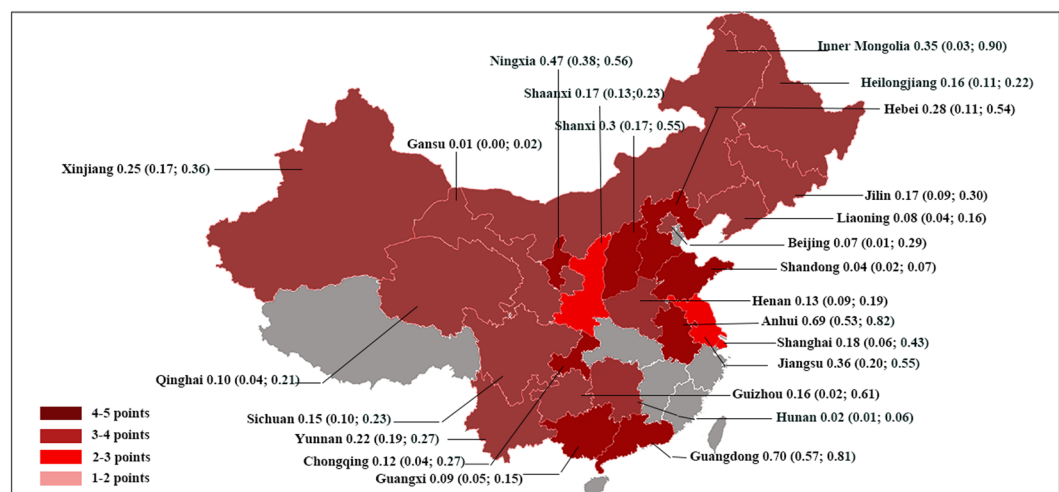 Inner Mongolia 0.35 (0.03; 0.90)
Ningxia 0.47 (0.38; 0.56)
Heilongjiang 0.16 (0.11; 0.22)
Shaanxi 0.17 (0.13;0.23)
Hebei 0.28 (0.11; 0.54)
Shanxi 0.3 (0.17; 0.55)
Gansu 0.01 (0.00; 0.02)
Xinjiang 0.25 (0.17; 0.36)
Jilin 0.17 (0.09; 0.30)
Liaoning 0.08 (0.04; 0.16)
Beijing 0.07 (0.01; 0.29)
Shandong 0.04 (0.02; 0.07)
Henan 0.13 (0.09; 0.19)
Anhui 0.69 (0.53; 0.82)
Shanghai 0.18 (0.06; 0.43)
Jiangsu 0.36 (0.20; 0.55)
Qinghai 0.10 (0.04; 0.21)
Guizhou 0.16 (0.02; 0.61)
Hunan 0.02 (0.01; 0.06)
Sichuan 0.15 (0.10; 0.23)
Yunnan 0.22 (0.19; 0.27)
Chongqing 0.12 (0.04; 0.27)
Guangxi 0.09 (0.05; 0.15)
Guangdong 0.70 (0.57; 0.81)
4-5 points
3-4 points
2-3 points
1-2 points